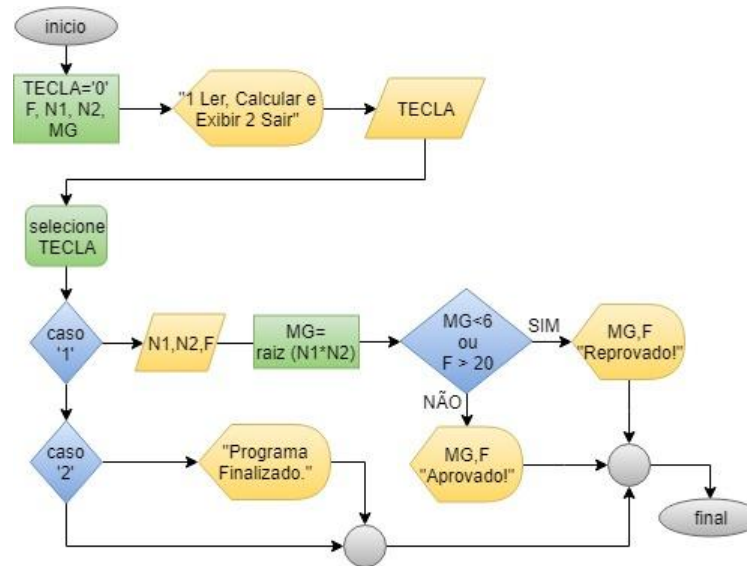 inicio
TECLA='0'
F, N1, N2,
MG
"1 Ler, Calcular e
Exibir 2 Sair"
TECLA
selecione
TECLA
caso
'1'
N1,N2,F
MG=
raiz (N1*N2)
MG<6
ou
F > 20
SIM
MG,F
"Reprovado!"
NÃO
MG,F
"Aprovado!"
caso
'2'
"Programa
Finalizado."
final